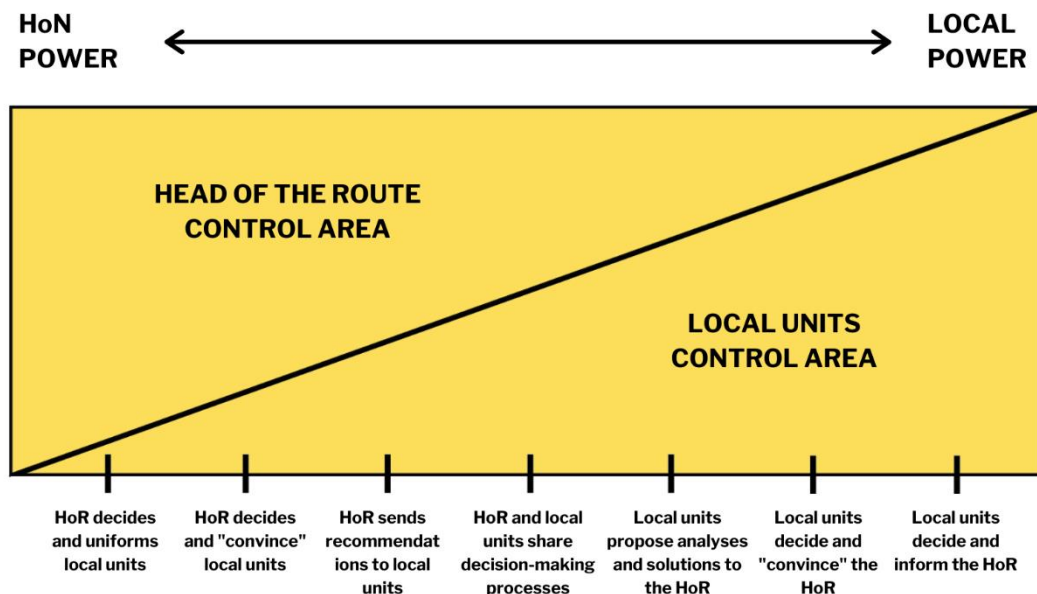 HoN
POWER
LOCAL
POWER
HEAD OF THE ROUTE
CONTROL AREA
LOCAL UNITS
CONTROL AREA
HoR decides
and uniforms
local units
HoR decides
and "convince"
local units
HoR sends
recommendat
ions to local
units
HoR and local
units share
decision-making
processes
Local units
propose analyses
and solutions to
the HoR
Local units
decide and
"convince" the
HoR
Local units
decide and
inform the HoR